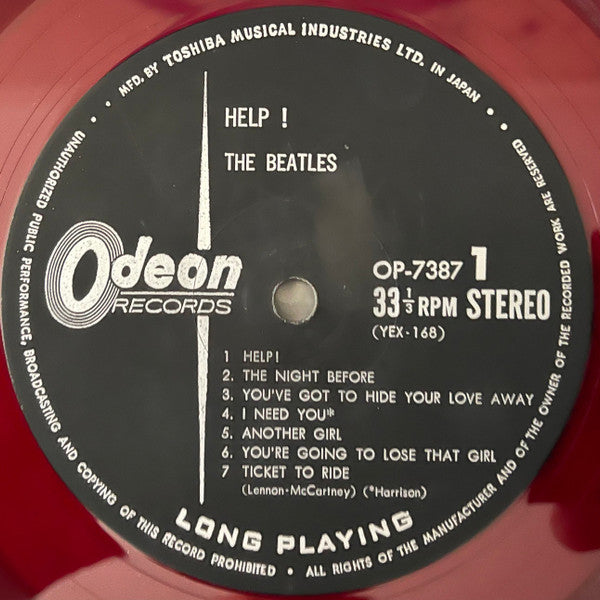 • MFD. BY TOSHIBA MUSICAL INDUSTRIES LTD. IN JAPAN •
HELP !
THE BEATLES
Odeon
RECORDS
OP-7387 1
33⅓ RPM STEREO
(YEX-168)
1 HELP!
2. THE NIGHT BEFORE
3. YOU'VE GOT TO HIDE YOUR LOVE AWAY
4. I NEED YOU*
5. ANOTHER GIRL
6. YOU'RE GOING TO LOSE THAT GIRL
7 TICKET TO RIDE
(Lennon-McCartney) (*Harrison)
LONG PLAYING
UNAUTHORIZED PUBLIC PERFORMANCE, BROADCASTING AND COPYING OF THIS RECORD PROHIBITED • ALL RIGHTS OF THE MANUFACTURER AND OF THE OWNER OF THE RECORDED WORK ARE RESERVED